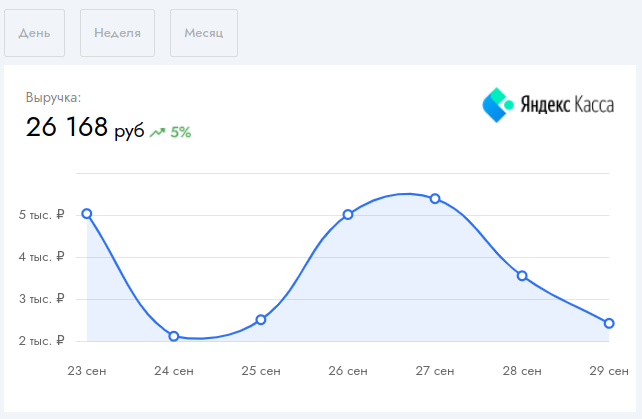 День Неделя Месяц
Выручка:
Яндекс Касса
26 168 руб 5%
5 тыс. ₽
4 тыс. ₽
3 тыс. ₽
2 тыс. ₽
23 сен 24 сен 25 сен 26 сен 27 сен 28 сен 29 сен